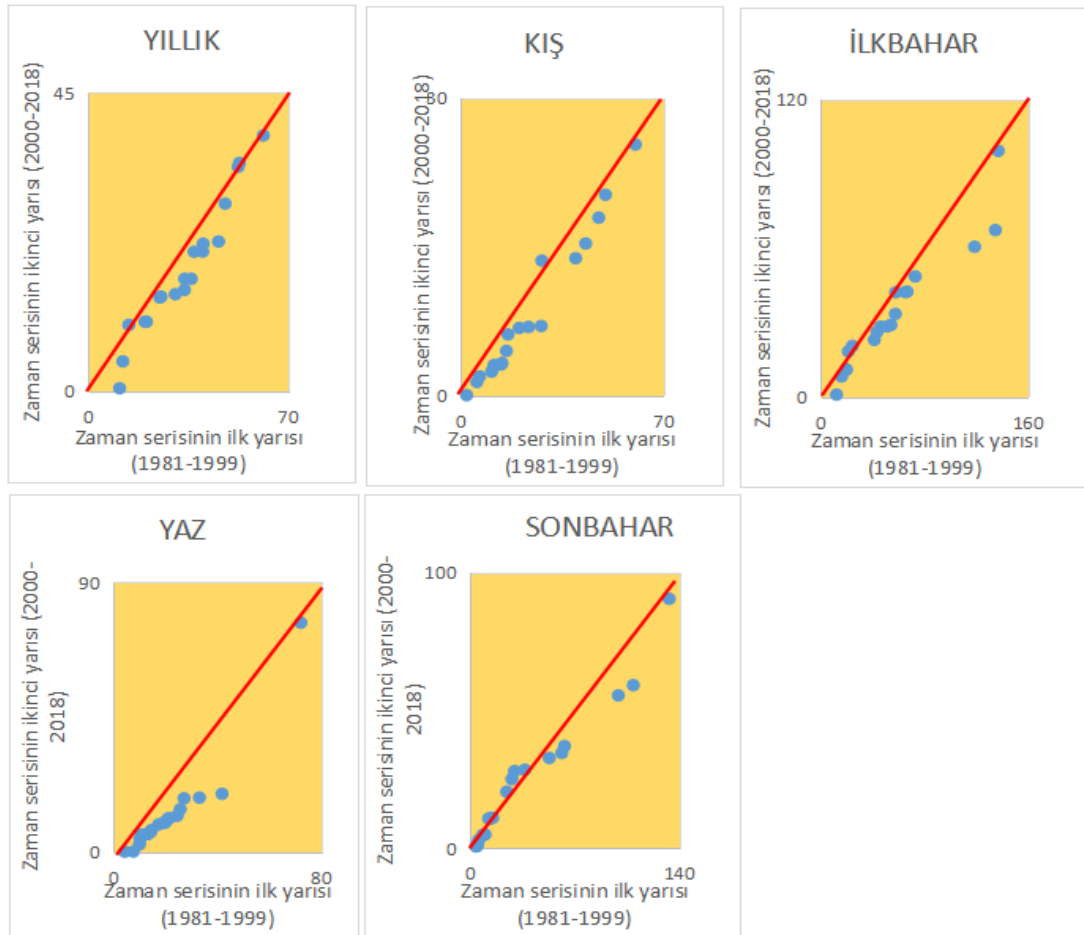 YILLIK
Zaman serisinin ikinci yarısı (2000-2018)
45
0
0
70
Zaman serisinin ilk yarısı
(1981-1999)
KIŞ
Zaman serisinin ikinci yarısı (2000-2018)
30
0
0
70
Zaman serisinin ilk yarısı
(1981-1999)
İLKBAHAR
Zaman serisinin ikinci yarısı (2000-2018)
120
0
0
160
Zaman serisinin ilk yarısı
(1981-1999)
YAZ
Zaman serisinin ikinci yarısı (2000-
2018)
90
0
0
80
Zaman serisinin ilk yarısı
(1981-1999)
SONBAHAR
Zaman serisinin ikinci yarısı (2000-
2018)
100
0
0
140
Zaman serisinin ilk yarısı
(1981-1999)